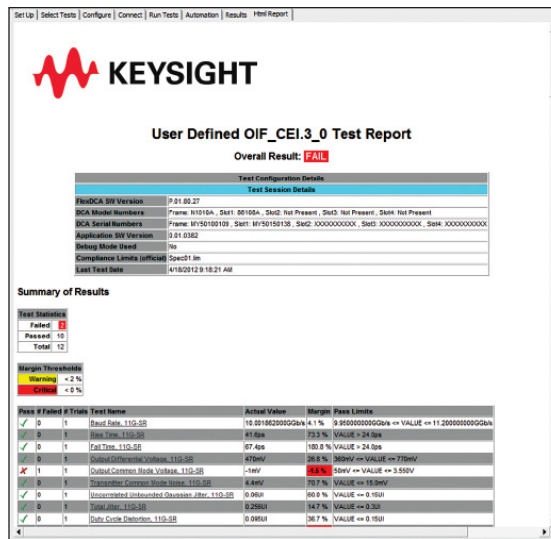 Set Up | Select Tests | Configure | Connect | Run Tests | Automation | Results | Html Report
KEYSIGHT
User Defined OIF_CEI.3_0 Test Report
Overall Result: FAIL
Test Configuration Details
Test Session Details
FlexDCA SW Version P.01.80.27
DCA Model Numbers Frame: N1010A , Slot1: 86108A , Slot2: Not Present , Slot3: Not Present , Slot4: Not Present
DCA Serial Numbers Frame: MY50100109 , Slot1: MY50150138 , Slot2: XXXXXXXXXX , Slot3: XXXXXXXXXX , Slot4: XXXXXXXXXX
Application SW Version 0.01.0382
Debug Mode Used No
Compliance Limits (official) Spec01.lim
Last Test Date 4/18/2012 9:18:21 AM
Summary of Results
Test Statistics
Failed 2
Passed 10
Total 12
Margin Thresholds
Warning < 2 %
Critical < 0 %
Pass # Failed # Trials Test Name Actual Value Margin Pass Limits
✓ 0 1 Baud Rate, 11G-SR 10.001862000Gb/s 4.1 % 9.950000000Gb/s <= VALUE <= 11.200000000Gb/s
✓ 0 1 Rise Time, 11G-SR 41.6ps 73.3 % VALUE > 24.0ps
✓ 0 1 Fall Time, 11G-SR 67.4ps 180.8 % VALUE > 24.0ps
✓ 0 1 Output Differential Voltage, 11G-SR 470mV 26.8 % 360mV <= VALUE <= 770mV
✗ 1 1 Output Common Mode Voltage, 11G-SR -1mV -1.5 % 50mV <= VALUE <= 3.550V
✓ 0 1 Transmitter Common Mode Noise, 11G-SR 4.4mV 70.7 % VALUE <= 15.0mV
✓ 0 1 Uncorrelated Unbounded Gaussian Jitter, 11G-SR 0.06UI 60.0 % VALUE <= 0.15UI
✓ 0 1 Total Jitter, 11G-SR 0.256UI 14.7 % VALUE <= 0.3UI
✓ 0 1 Duty Cycle Distortion, 11G-SR 0.095UI 36.7 % VALUE <= 0.15UI